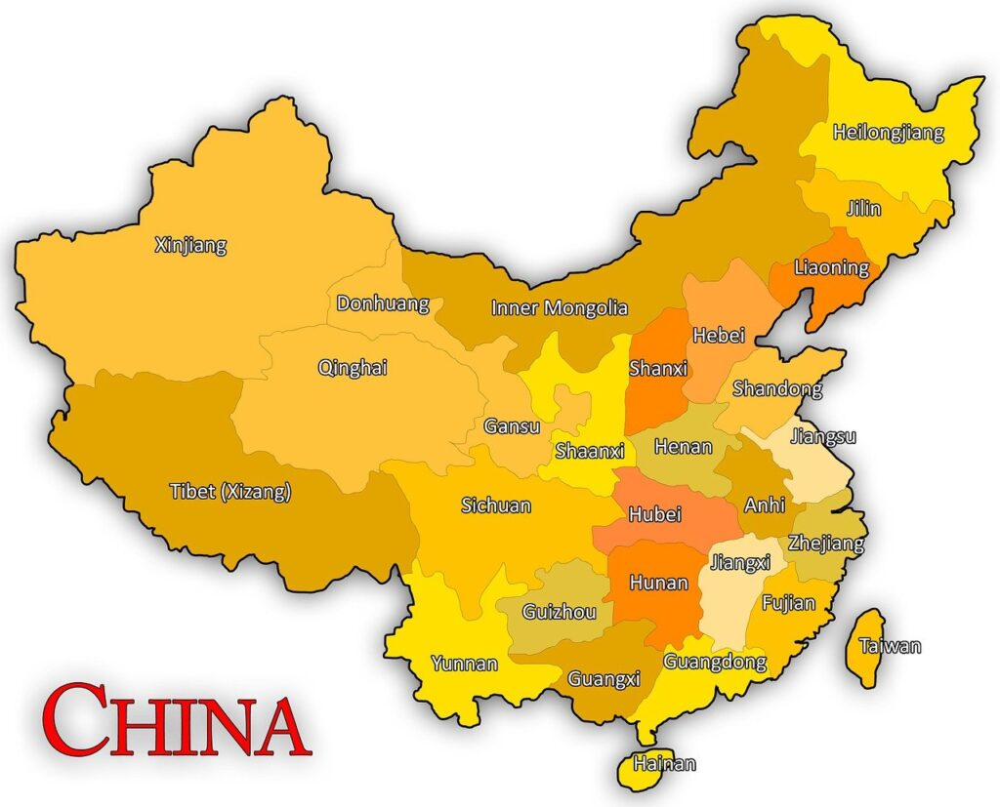 Heilongjiang
Jilin
Xinjiang
Liaoning
Donhuang
Inner Mongolia
Hebei
Qinghai
Shanxi
Shandong
Gansu
Jiangsu
Shaanxi
Henan
Tibet (Xizang)
Sichuan
Anhi
Hubei
Zhejiang
Jiangxi
Hunan
Fujian
Guizhou
Taiwan
Yunnan
Guangdong
Guangxi
CHINA
Hainan